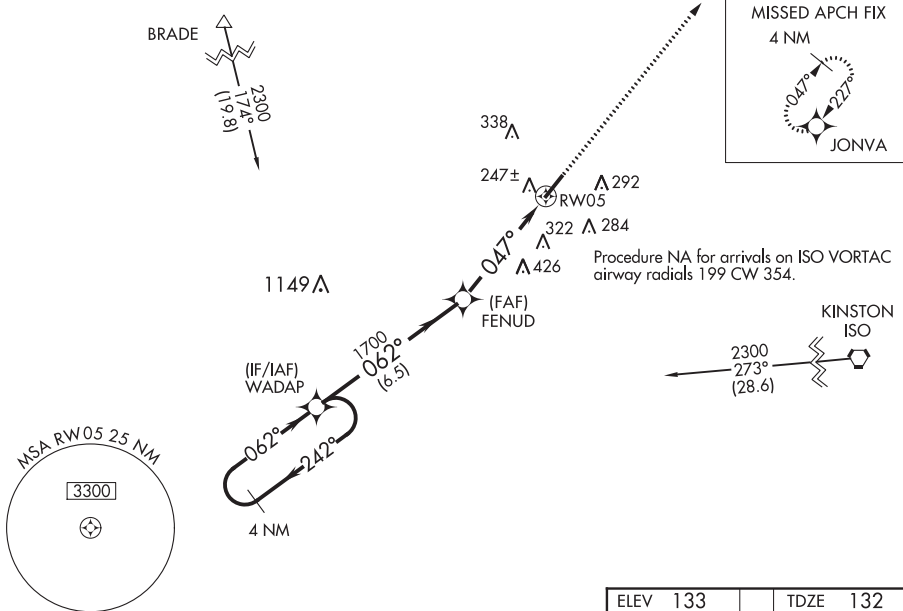 BRADE
2300
174°
(19.8)
MISSED APCH FIX
4 NM
047°
227°
JONVA
338
247±
292
RW05
322
284
426
047°
Procedure NA for arrivals on ISO VORTAC
airway radials 199 CW 354.
1149
(FAF)
FENUD
KINSTON
ISO
2300
273°
(28.6)
1700
062°
(6.5)
(IF/IAF)
WADAP
062°
242°
4 NM
MSA RW05 25 NM
3300
ELEV 133
TDZE 132